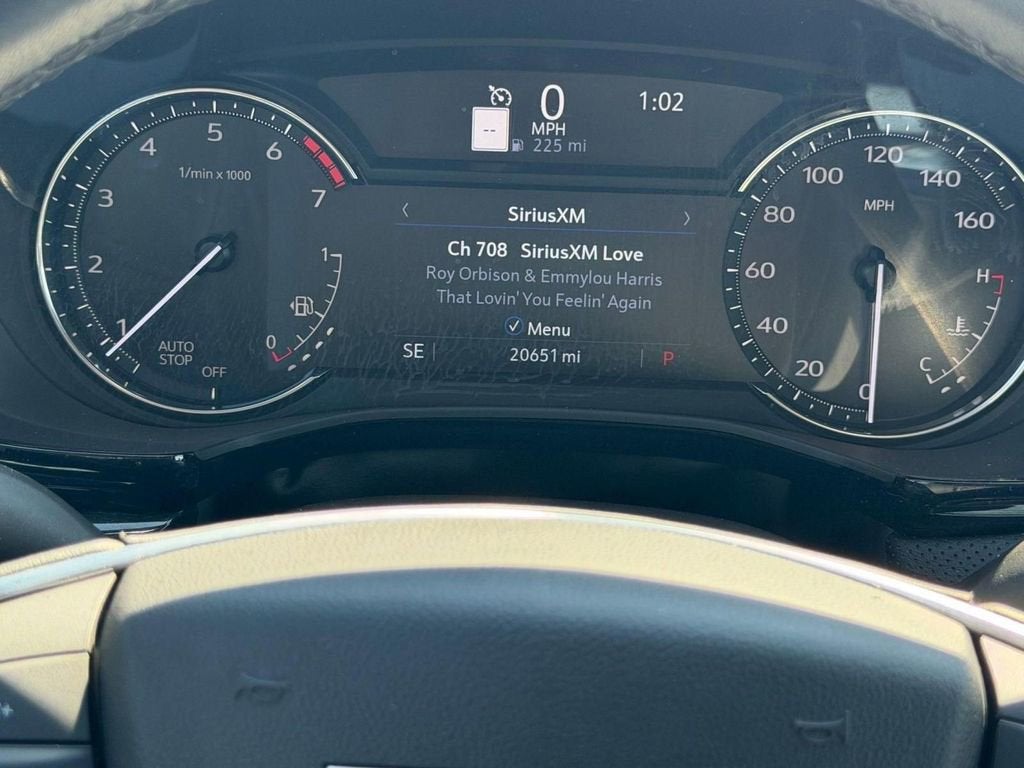 0
1:02
--
MPH
225 mi
1
2
3
4
5
6
7
1/min x 1000
AUTO
STOP
OFF
0
1
SiriusXM
Ch 708 SiriusXM Love
Roy Orbison & Emmylou Harris
That Lovin' You Feelin' Again
Menu
SE
20651 mi
P
0
20
40
60
80
100
120
140
160
MPH
H
C